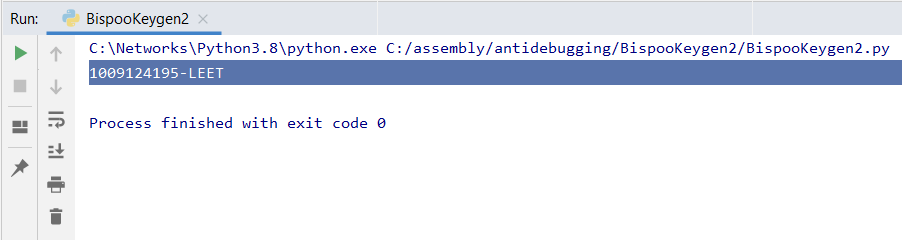 Run: BispooKeygen2
C:\Networks\Python3.8\python.exe C:/assembly/antidebugging/BispooKeygen2/BispooKeygen2.py
1009124195-LEET
Process finished with exit code 0